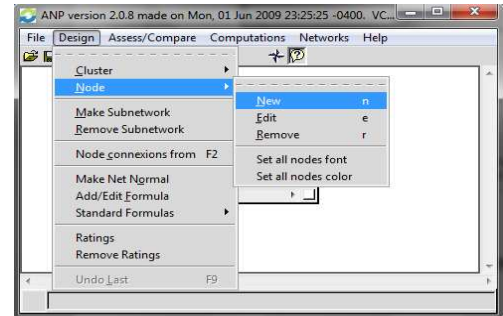 ANP version 2.0.8 made on Mon, 01 Jun 2009 23:25:25 -0400. VC...
File Design Assess/Compare Computations Networks Help
Cluster
Node
Make Subnetwork
Remove Subnetwork
Node connexions from F2
Make Net Normal
Add/Edit Formula
Standard Formulas
Ratings
Remove Ratings
Undo Last F9
New n
Edit e
Remove r
Set all nodes font
Set all nodes color